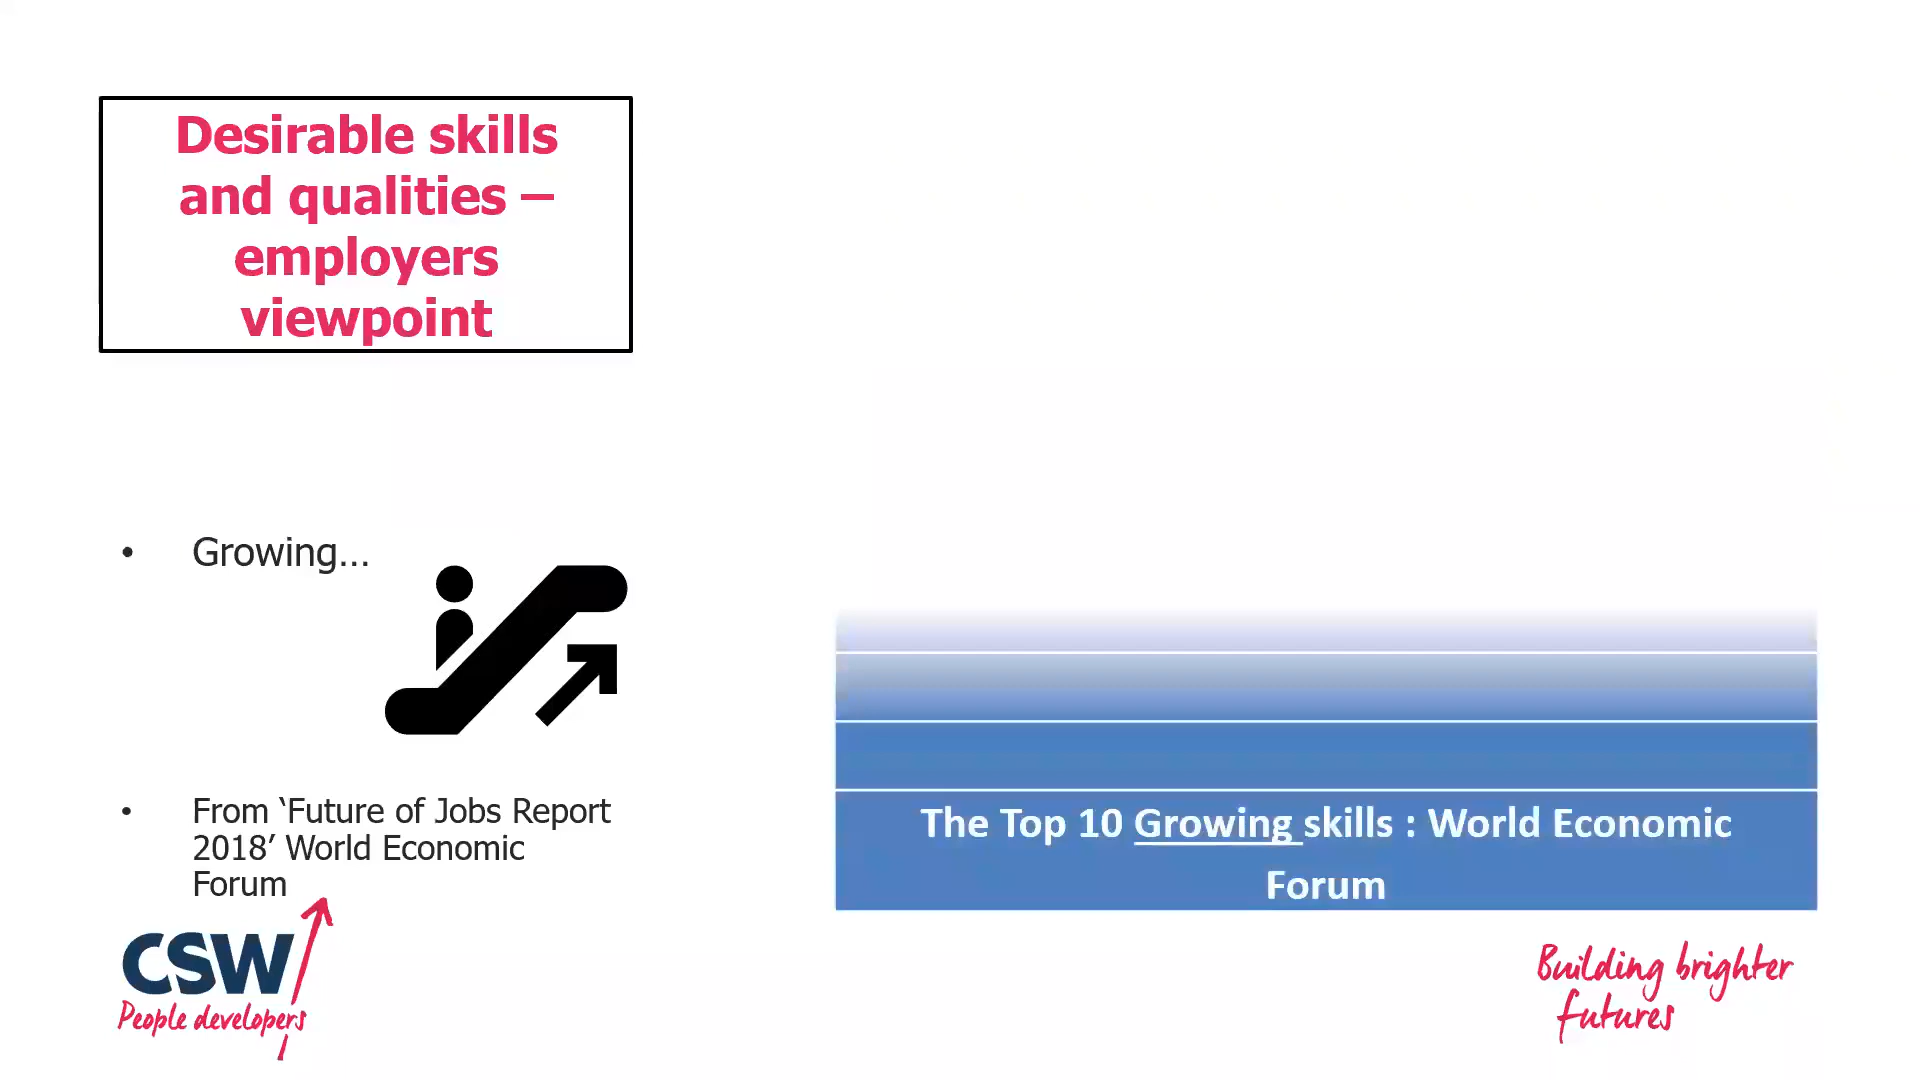 Desirable skills
and qualities –
employers
viewpoint
• Growing...
• From ‘Future of Jobs Report
2018’ World Economic
Forum
The Top 10 Growing skills : World Economic
Forum
CSW
People developers
Building brighter
futures